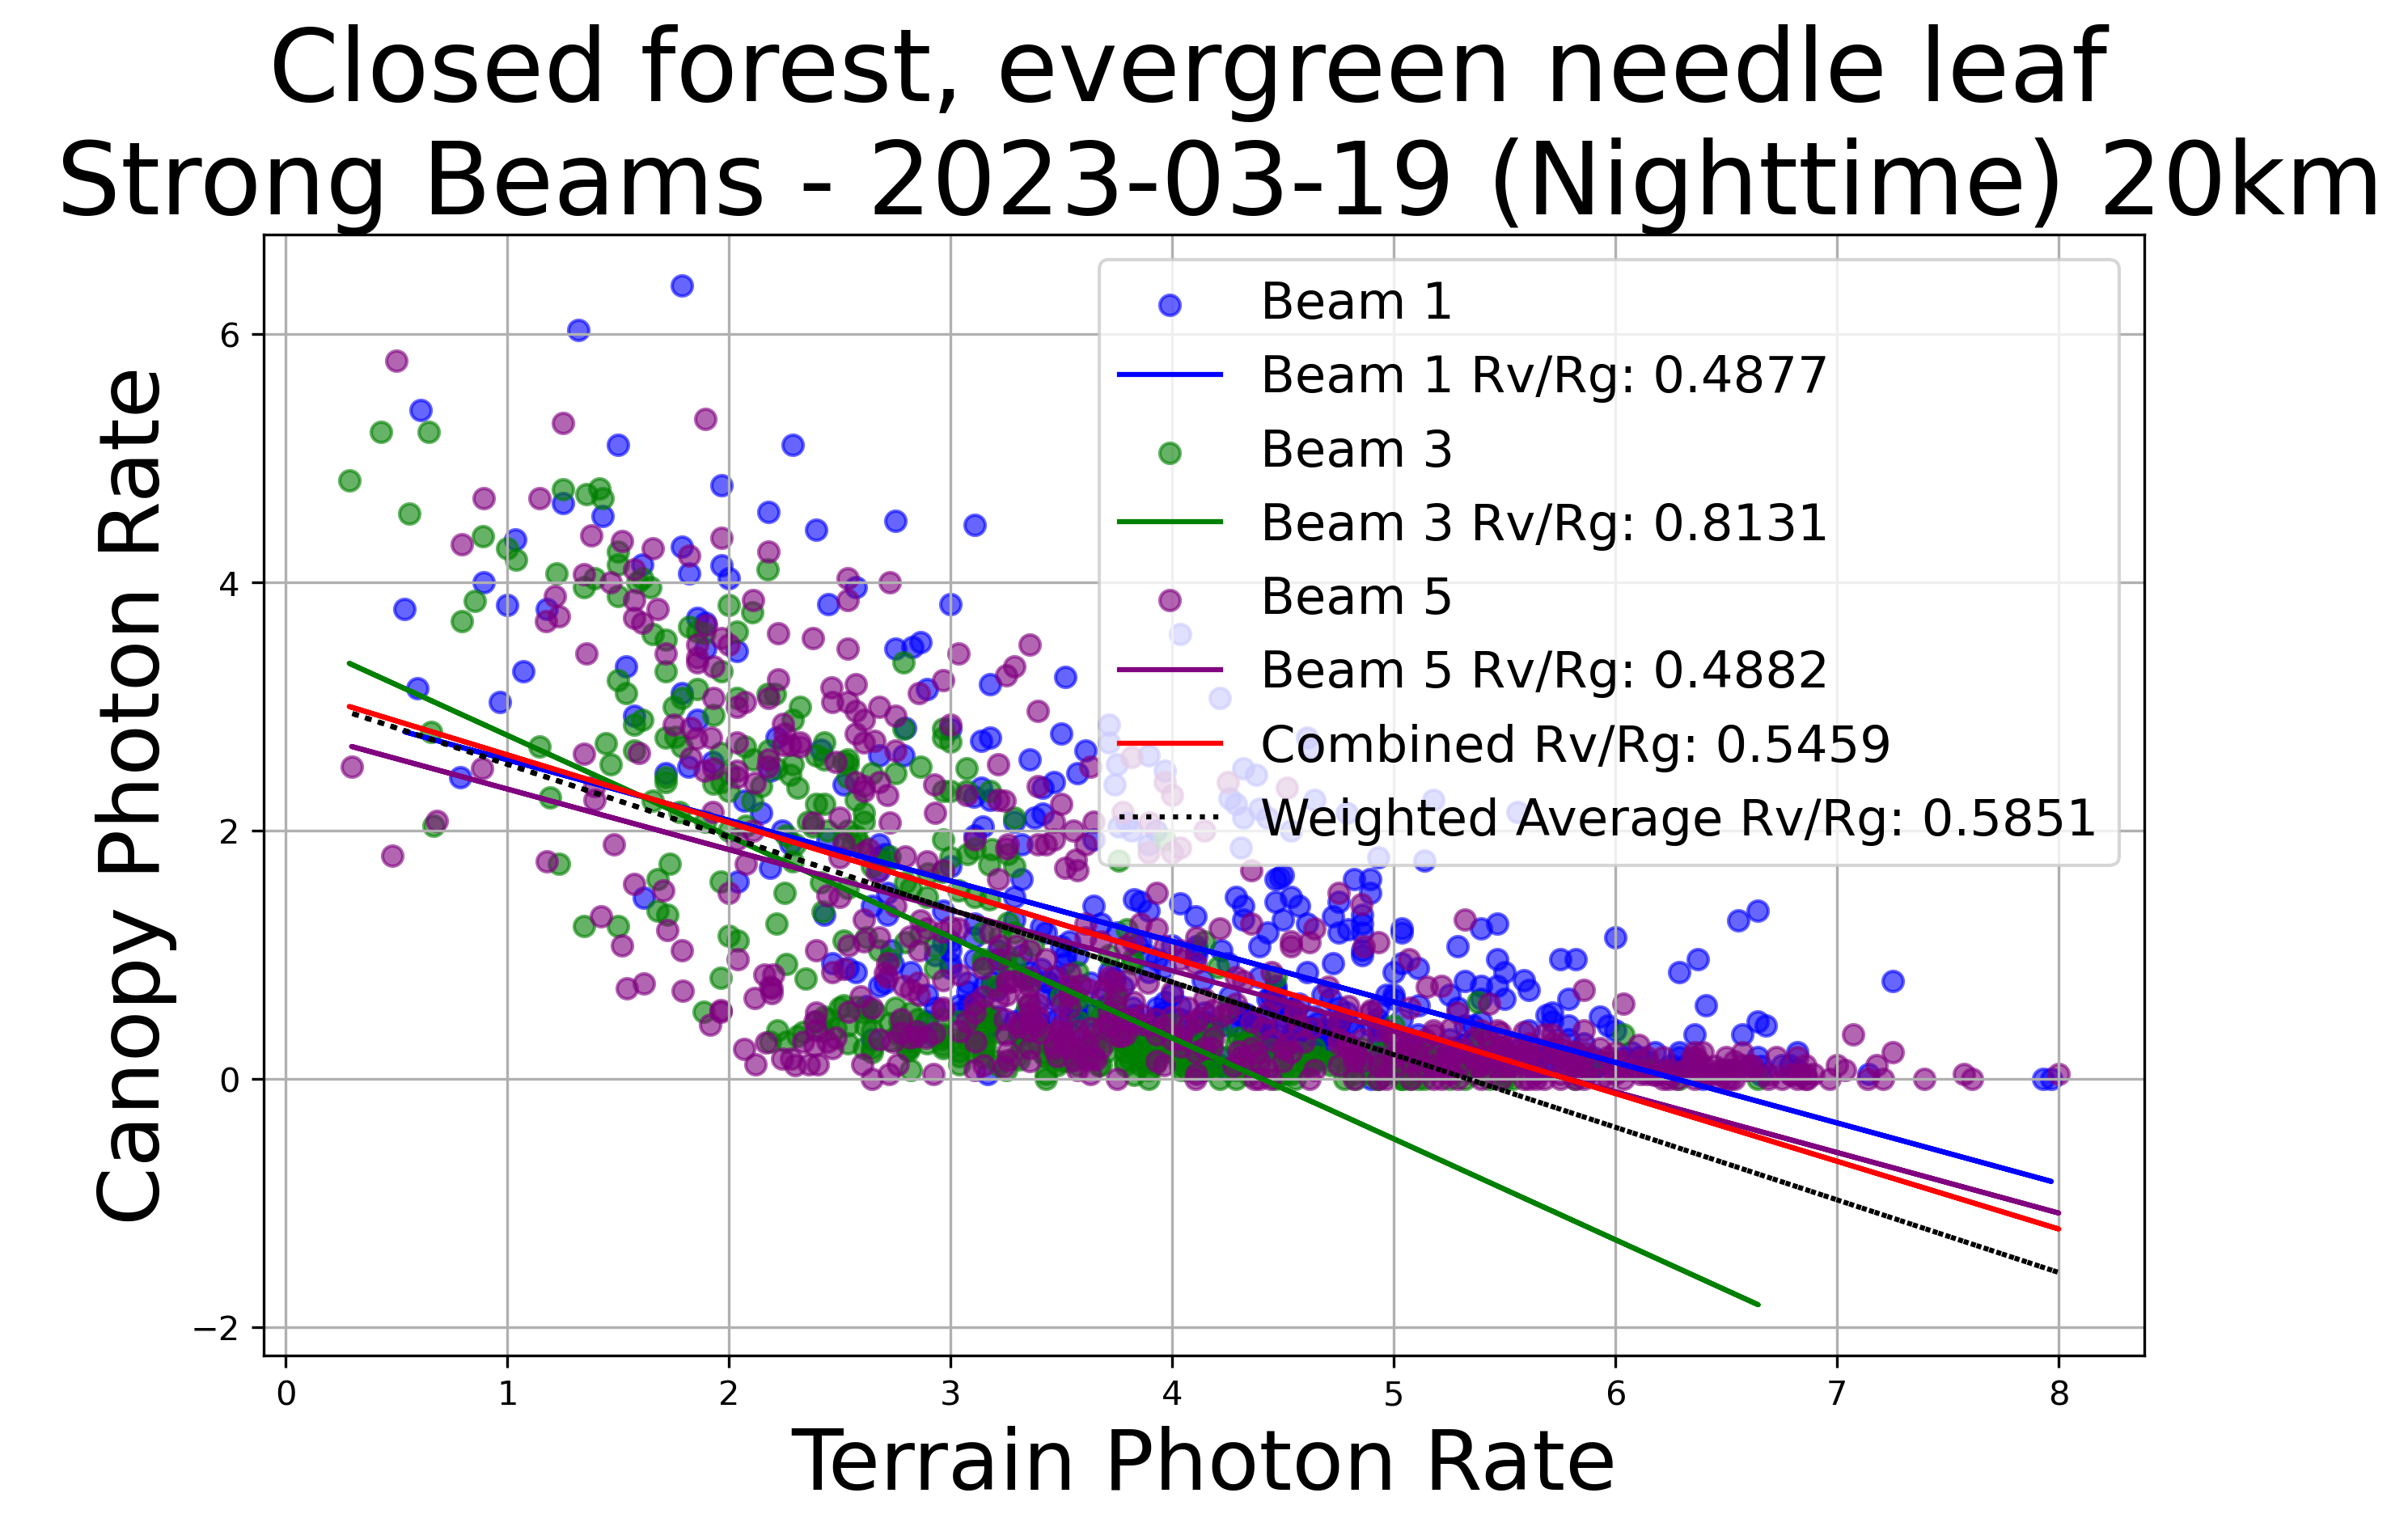 Closed forest, evergreen needle leaf
Strong Beams - 2023-03-19 (Nighttime) 20km
Canopy Photon Rate
6
4
2
0
−2
Beam 1
Beam 1 Rv/Rg: 0.4877
Beam 3
Beam 3 Rv/Rg: 0.8131
Beam 5
Beam 5 Rv/Rg: 0.4882
Combined Rv/Rg: 0.5459
Weighted Average Rv/Rg: 0.5851
0 1 2 3 4 5 6 7 8
Terrain Photon Rate